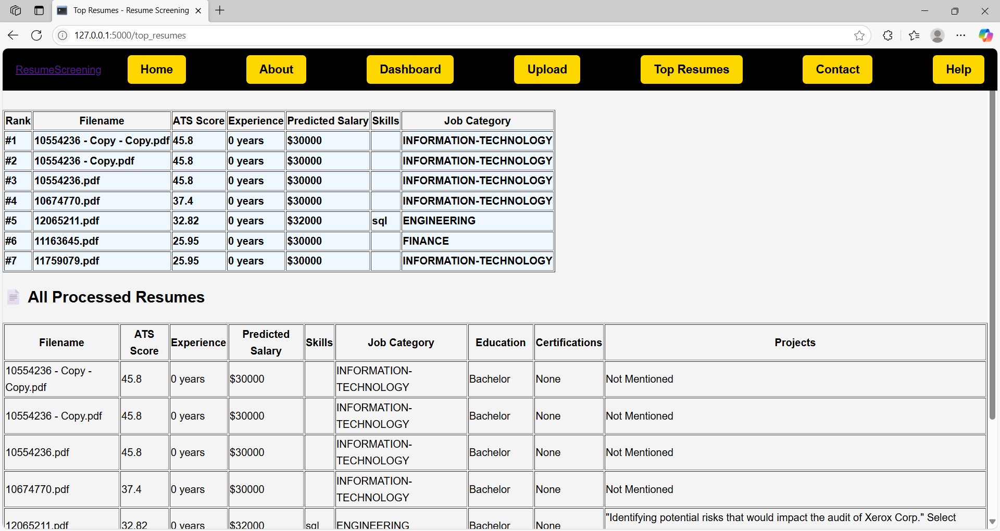 Top Resumes - Resume Screening
127.0.0.1:5000/top_resumes
ResumeScreening Home About Dashboard Upload Top Resumes Contact Help
Rank Filename ATS Score Experience Predicted Salary Skills Job Category
#1 10554236 - Copy - Copy.pdf 45.8 0 years $30000 INFORMATION-TECHNOLOGY
#2 10554236 - Copy.pdf 45.8 0 years $30000 INFORMATION-TECHNOLOGY
#3 10554236.pdf 45.8 0 years $30000 INFORMATION-TECHNOLOGY
#4 10674770.pdf 37.4 0 years $30000 INFORMATION-TECHNOLOGY
#5 12065211.pdf 32.82 0 years $32000 sql ENGINEERING
#6 11163645.pdf 25.95 0 years $30000 FINANCE
#7 11759079.pdf 25.95 0 years $30000 INFORMATION-TECHNOLOGY
All Processed Resumes
Filename ATS Score Experience Predicted Salary Skills Job Category Education Certifications Projects
10554236 - Copy - Copy.pdf 45.8 0 years $30000 INFORMATION-TECHNOLOGY Bachelor None Not Mentioned
10554236 - Copy.pdf 45.8 0 years $30000 INFORMATION-TECHNOLOGY Bachelor None Not Mentioned
10554236.pdf 45.8 0 years $30000 INFORMATION-TECHNOLOGY Bachelor None Not Mentioned
10674770.pdf 37.4 0 years $30000 INFORMATION-TECHNOLOGY Bachelor None Not Mentioned
12065211.pdf 32.82 0 years $32000 sql ENGINEERING Bachelor None "Identifying potential risks that would impact the audit of Xerox Corp." Select